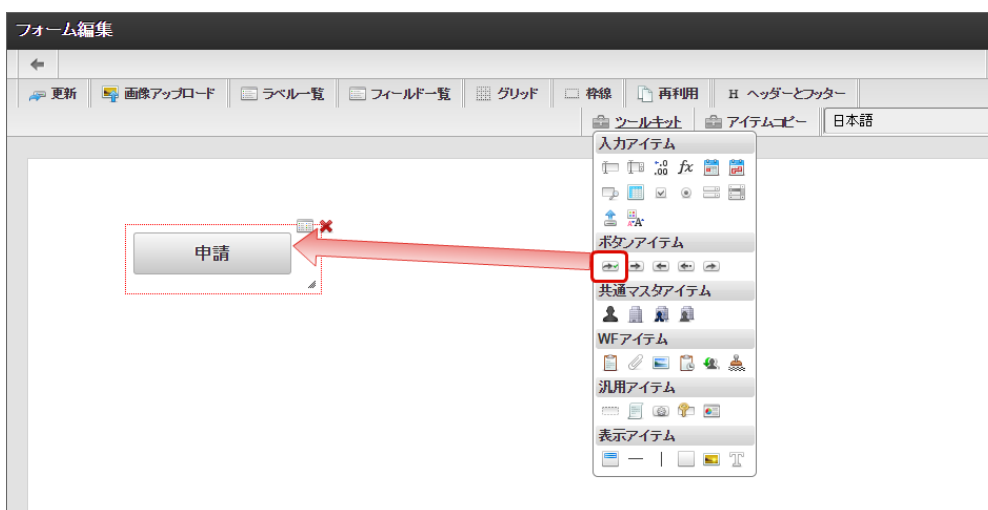 フォーム編集
更新 画像アップロード ラベル一覧 フィールド一覧 グリッド 枠線 再利用 H ヘッダーとフッター
ツールキット アイテムコピー 日本語
入力アイテム
申請
ボタンアイテム
共通マスタアイテム
WFアイテム
汎用アイテム
表示アイテム